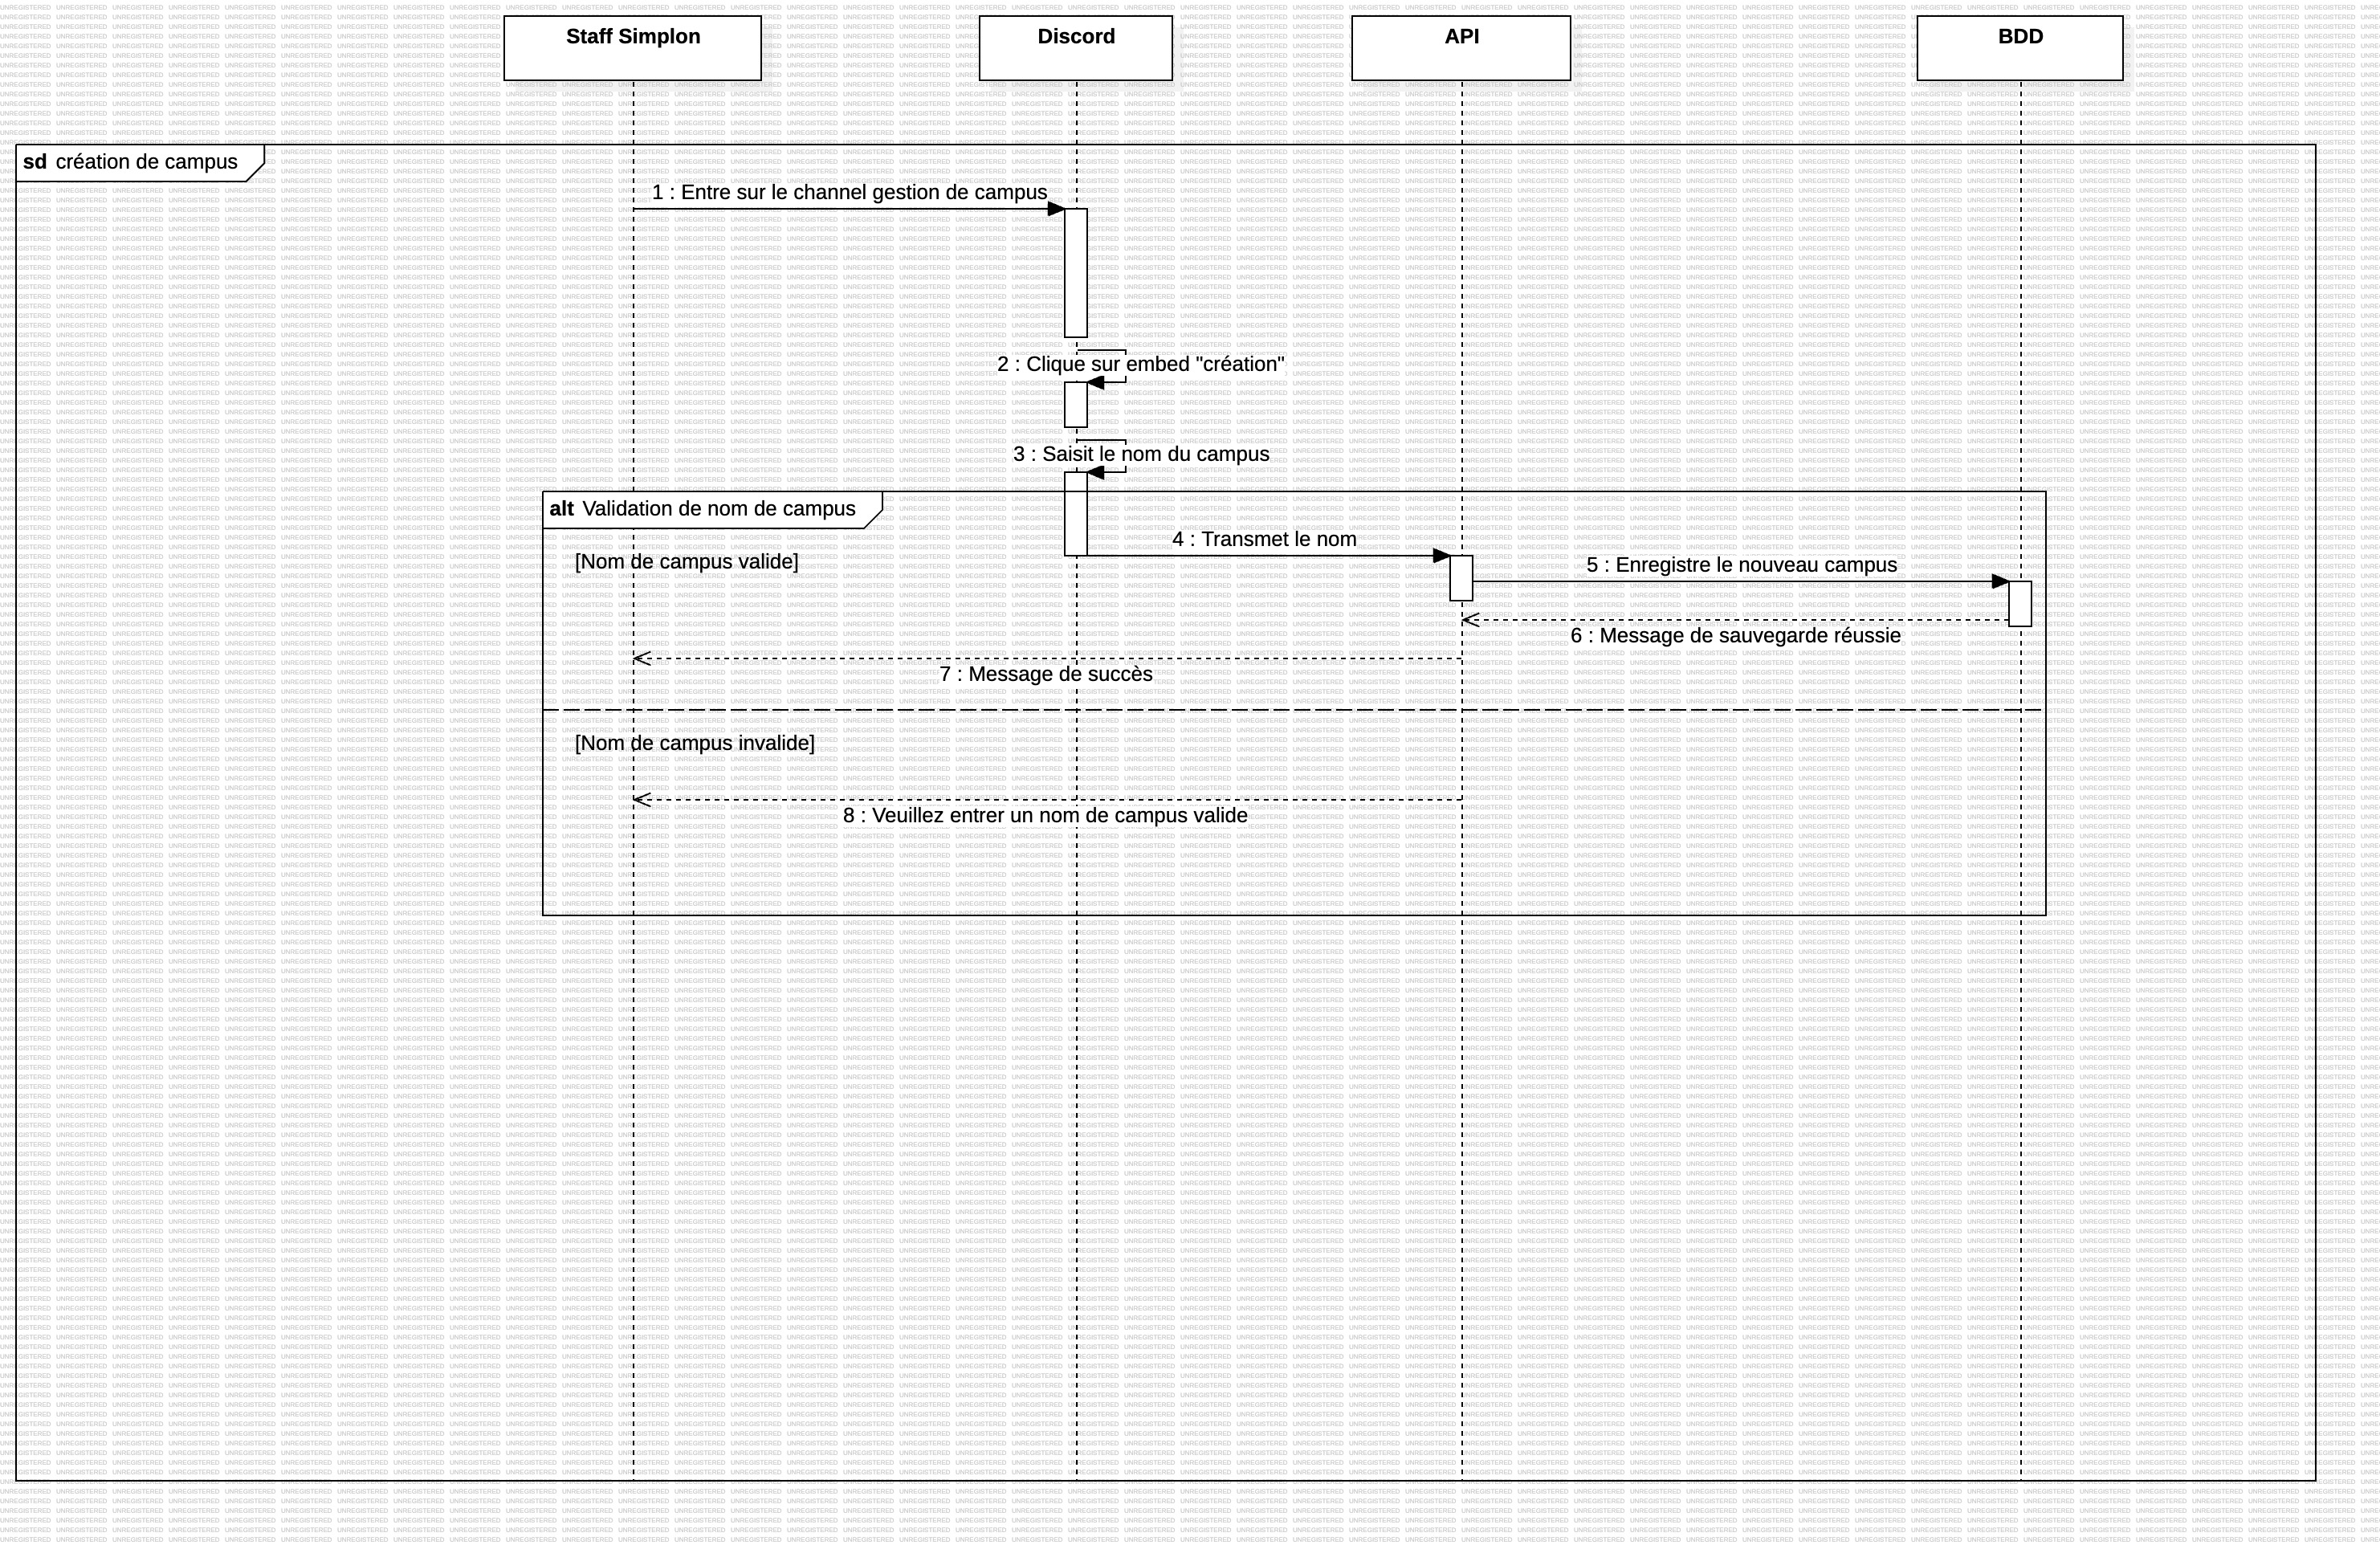 Staff Simplon
Discord
API
BDD
sd création de campus
1 : Entre sur le channel gestion de campus
2 : Clique sur embed "création"
3 : Saisit le nom du campus
alt Validation de nom de campus
4 : Transmet le nom
[Nom de campus valide]
5 : Enregistre le nouveau campus
6 : Message de sauvegarde réussie
7 : Message de succès
[Nom de campus invalide]
8 : Veuillez entrer un nom de campus valide
UNREGISTERED